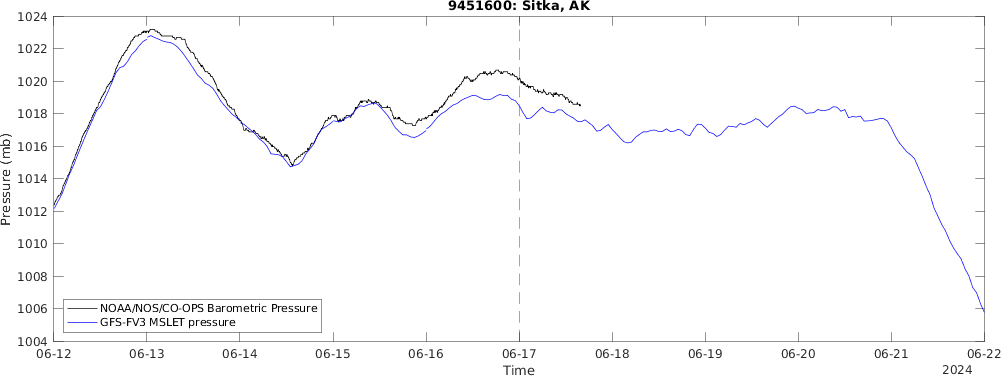 9451600: Sitka, AK
1024
1022
1020
1018
1016
1014
1012
1010
1008
1006
1004
Pressure (mb)
NOAA/NOS/CO-OPS Barometric Pressure
GFS-FV3 MSLET pressure
06-12 06-13 06-14 06-15 06-16 06-17 06-18 06-19 06-20 06-21 06-22
Time
2024